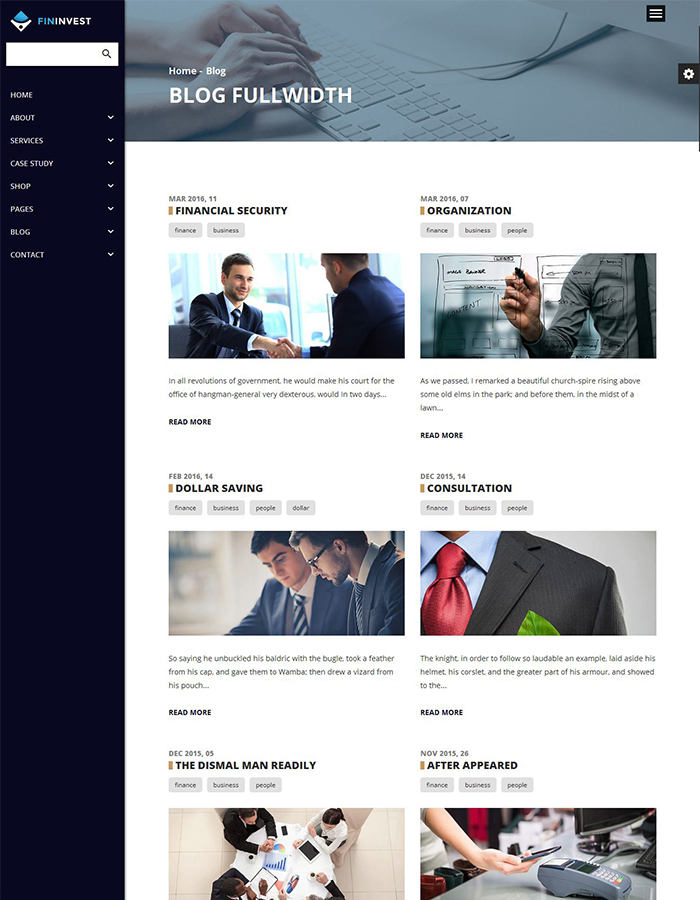 FININVEST
HOME
ABOUT
SERVICES
CASE STUDY
SHOP
PAGES
BLOG
CONTACT
Home - Blog
BLOG FULLWIDTH
MAR 2016, 11
FINANCIAL SECURITY
finance business
In all revolutions of government, he would make his court for the
office of hangman-general very dexterous, would in two days...
READ MORE
MAR 2016, 07
ORGANIZATION
finance business people
CONTENT
As we passed, I remarked a beautiful church-spire rising above
some old elms in the park; and before them, in the midst of a
lawn...
READ MORE
FEB 2016, 14
DOLLAR SAVING
finance business people dollar
So saying he unbuckled his baldric with the bugle, took a feather
from his cap, and gave them to Wamba; then drew a vizard from
his pouch...
READ MORE
DEC 2015, 14
CONSULTATION
finance business people
The knight, in order to follow so laudable an example, laid aside his
helmet, his corslet, and the greater part of his armour, and showed
to the...
READ MORE
DEC 2015, 05
THE DISMAL MAN READILY
finance business people
NOV 2015, 26
AFTER APPEARED
finance business people